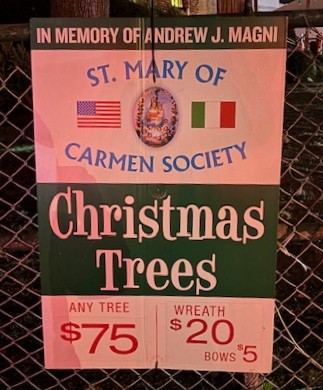 IN MEMORY OF ANDREW J. MAGNI
ST. MARY OF
CARMEN SOCIETY
Christmas
Trees
ANY TREE
$75
WREATH
$20
BOWS $5